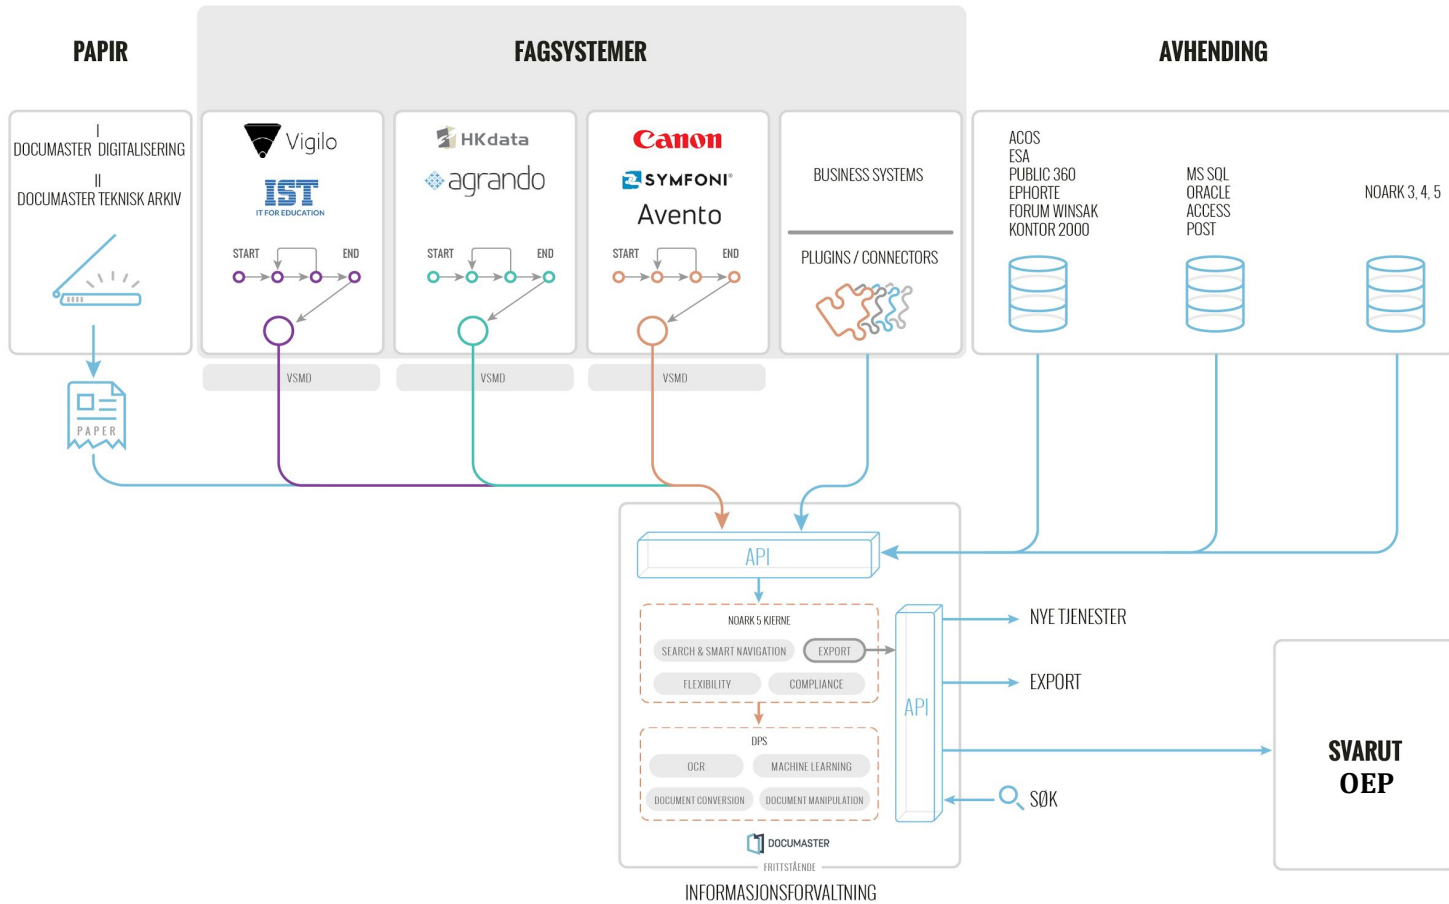 PAPIR
FAGSYSTEMER
AVHENDING
I
DOCUMASTER DIGITALISERING
II
DOCUMASTER TEKNISK ARKIV
PAPER
Vigilo
IST
IT FOR EDUCATION
START
END
VSMD
HKdata
agrando
START
END
VSMD
Canon
SYMFONI®
Avento
START
END
VSMD
BUSINESS SYSTEMS
PLUGINS / CONNECTORS
ACOS
ESA
PUBLIC 360
EPHORTE
FORUM WINSAK
KONTOR 2000
MS SQL
ORACLE
ACCESS
POST
NOARK 3, 4, 5
API
NOARK 5 KJERNE
SEARCH & SMART NAVIGATION
EXPORT
FLEXIBILITY
COMPLIANCE
DPS
OCR
MACHINE LEARNING
DOCUMENT CONVERSION
DOCUMENT MANIPULATION
DOCUMASTER
FRITTSTÅENDE
INFORMASJONSFORVALTNING
API
NYE TJENESTER
EXPORT
SØK
SVARUT
OEP